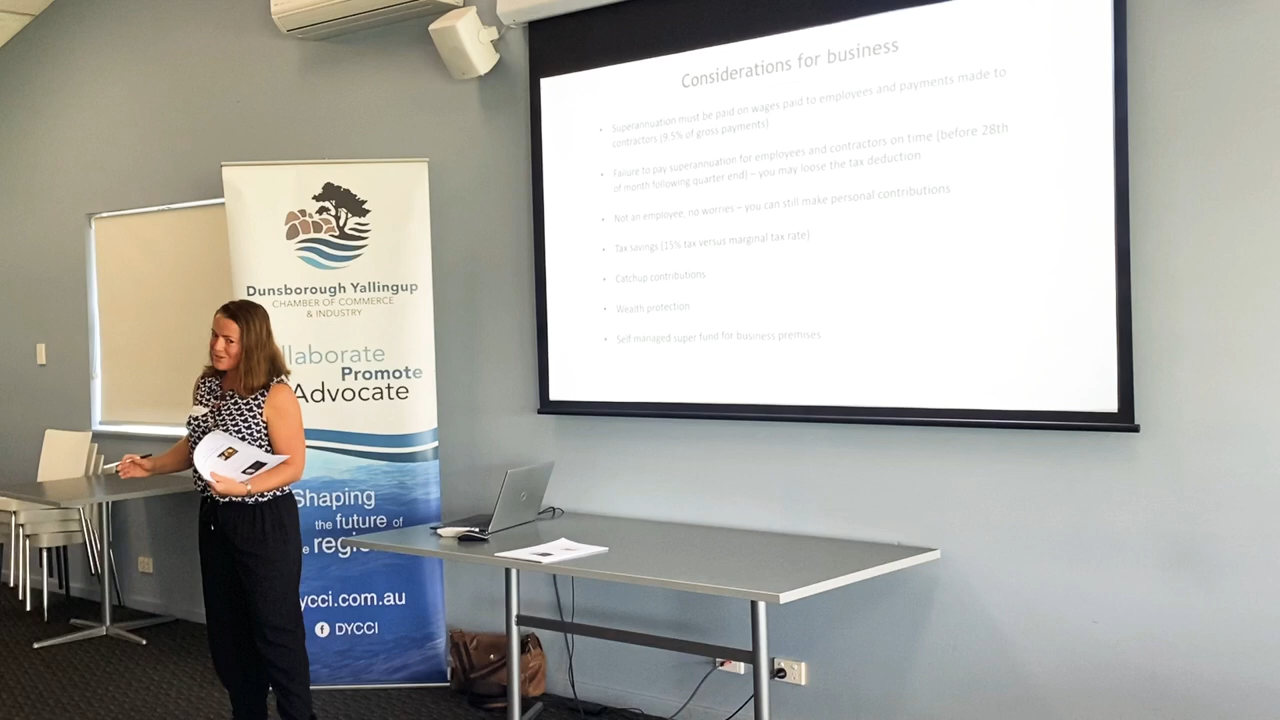 Considerations for business
• Superannuation must be paid on wages paid to employees and payments made to
contractors (9.5% of gross payments)
• Failure to pay superannuation for employees and contractors on time (before 28th
of month following quarter end) – you may loose the tax deduction
• Not an employee, no worries – you can still make personal contributions
• Tax savings (15% tax versus marginal tax rate)
• Catchup contributions
• Wealth protection
• Self managed super fund for business premises
Dunsborough Yallingup
CHAMBER OF COMMERCE
& INDUSTRY
llaborate
Promote
Advocate
Shaping
the future of
e regio
ycci.com.au
f DYCCI